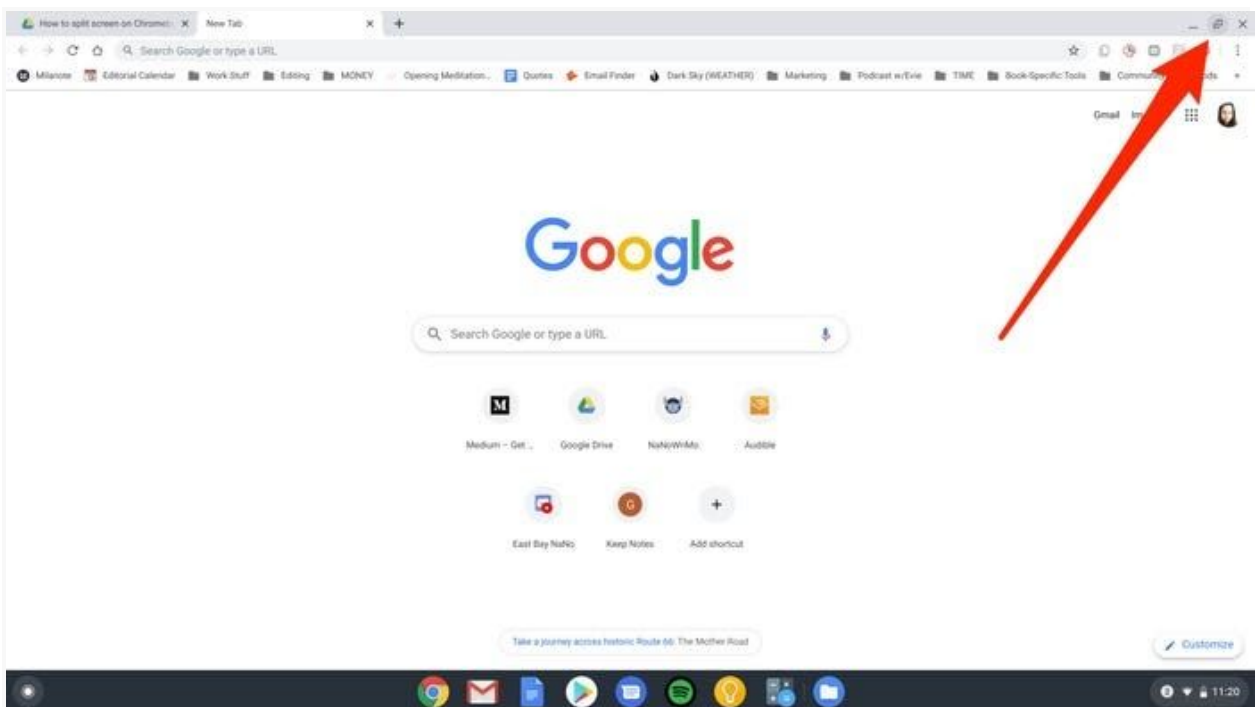 How to split screen on Chromeb
New Tab
Search Google or type a URL
Milanote Editorial Calendar Work Stuff Editing MONEY Opening Meditation... Quotes Email Finder Dark Sky (WEATHER) Marketing Podcast w/Evie TIME Book-Specific Tools
Gmail
Google
Search Google or type a URL
Medium – Get ... Google Drive NaNoWriMo Audible
G
East Bay NaNo Keep Notes Add shortcut
Take a journey across historic Route 66: The Mother Road
Customize
11:20